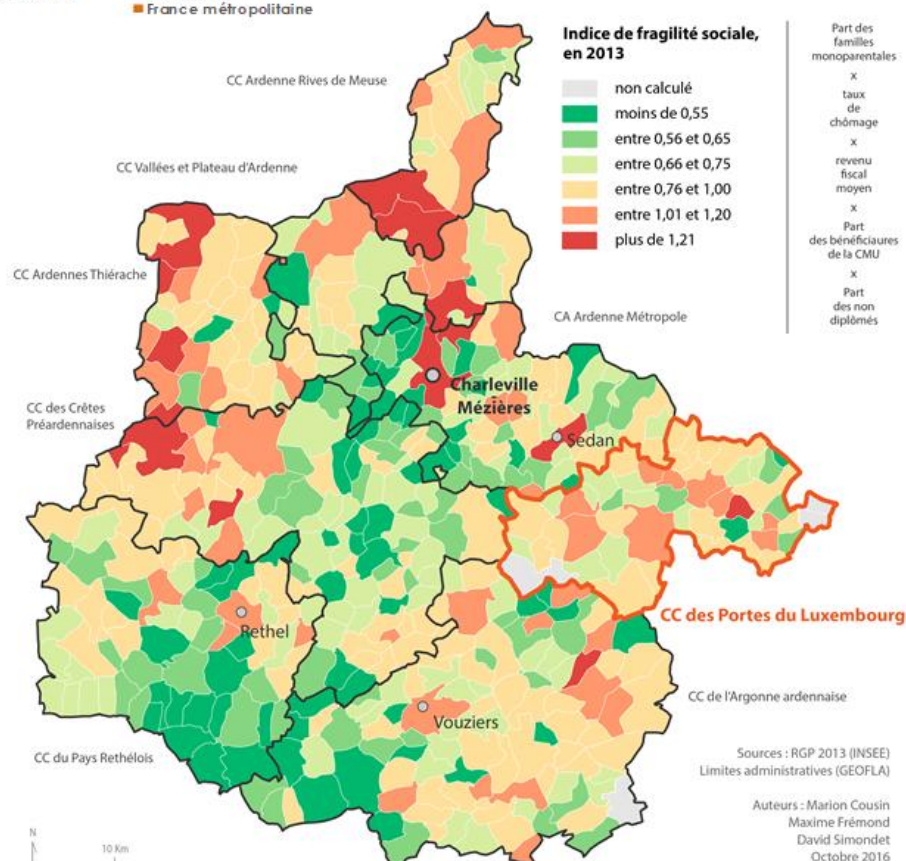 France métropolitaine
Indice de fragilité sociale,
en 2013
non calculé
moins de 0,55
entre 0,56 et 0,65
entre 0,66 et 0,75
entre 0,76 et 1,00
entre 1,01 et 1,20
plus de 1,21
Part des
familles
monoparentales
x
taux
de
chômage
x
revenu
fiscal
moyen
x
Part
des bénéficiaures
de la CMU
x
Part
des non
diplômés
CC Ardenne Rives de Meuse
CC Vallées et Plateau d'Ardenne
CC Ardennes Thiérache
CA Ardenne Métropole
Charleville
Mézières
CC des Crêtes
Préardennaises
Sedan
CC des Portes du Luxembourg
Rethel
CC de l'Argonne ardennaise
Vouziers
CC du Pays Rethélois
Sources : RGP 2013 (INSEE)
Limites administratives (GEOFLA)
Auteurs : Marion Cousin
Maxime Frémond
David Simondet
Octobre 2016
N
10 Km